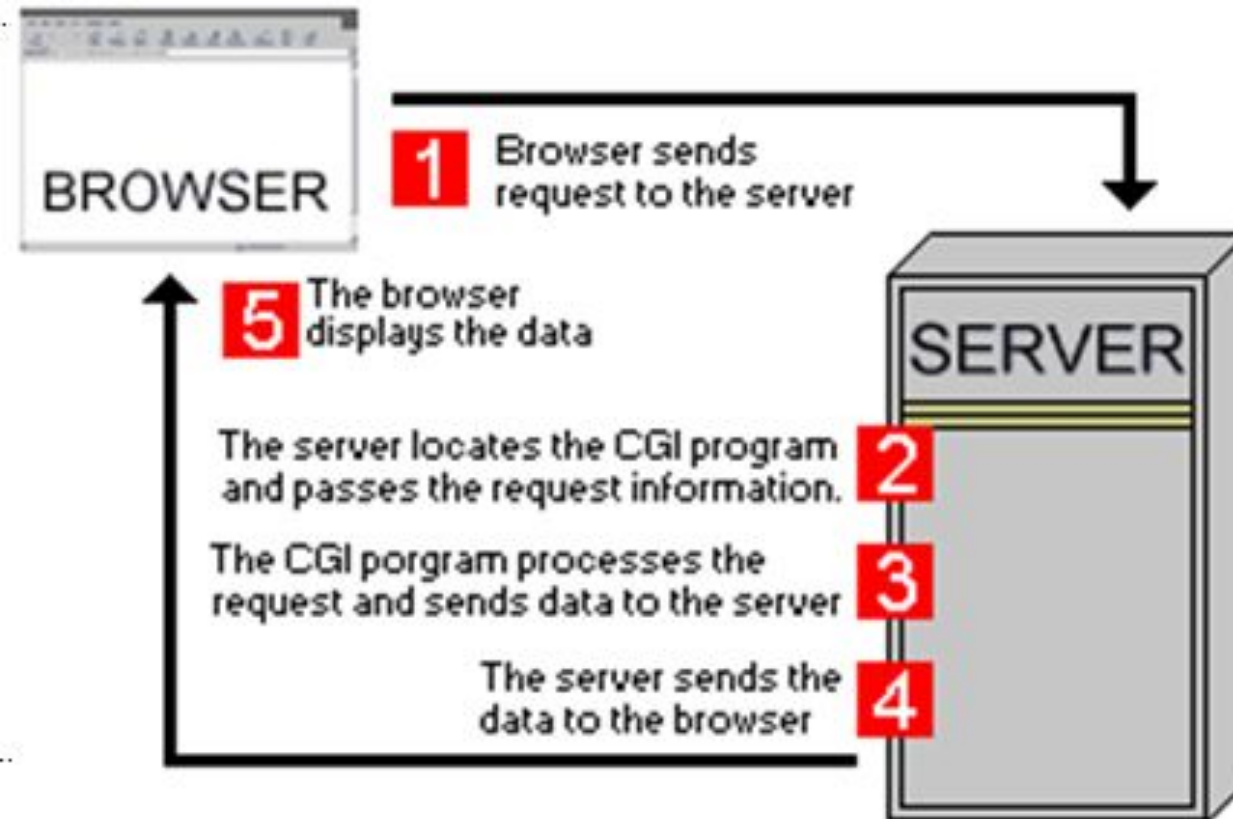 BROWSER
1
Browser sends
request to the server
5
The browser
displays the data
SERVER
The server locates the CGI program
and passes the request information.
2
The CGI porgram processes the
request and sends data to the server
3
The server sends the
data to the browser
4